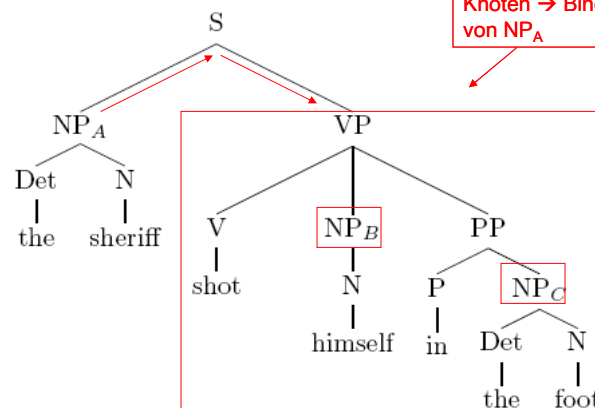 Knoten → Bin
von NP_A
S
NP_A VP
Det N V NP_B PP
the sheriff shot N P NP_C
himself in Det N
the foot